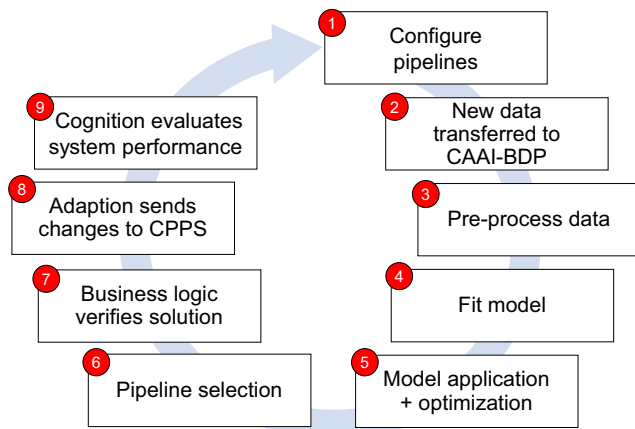 1
Configure
pipelines
2
New data
transferred to
CAAI-BDP
3
Pre-process data
4
Fit model
5
Model application
+ optimization
6
Pipeline selection
7
Business logic
verifies solution
8
Adaption sends
changes to CPPS
9
Cognition evaluates
system performance